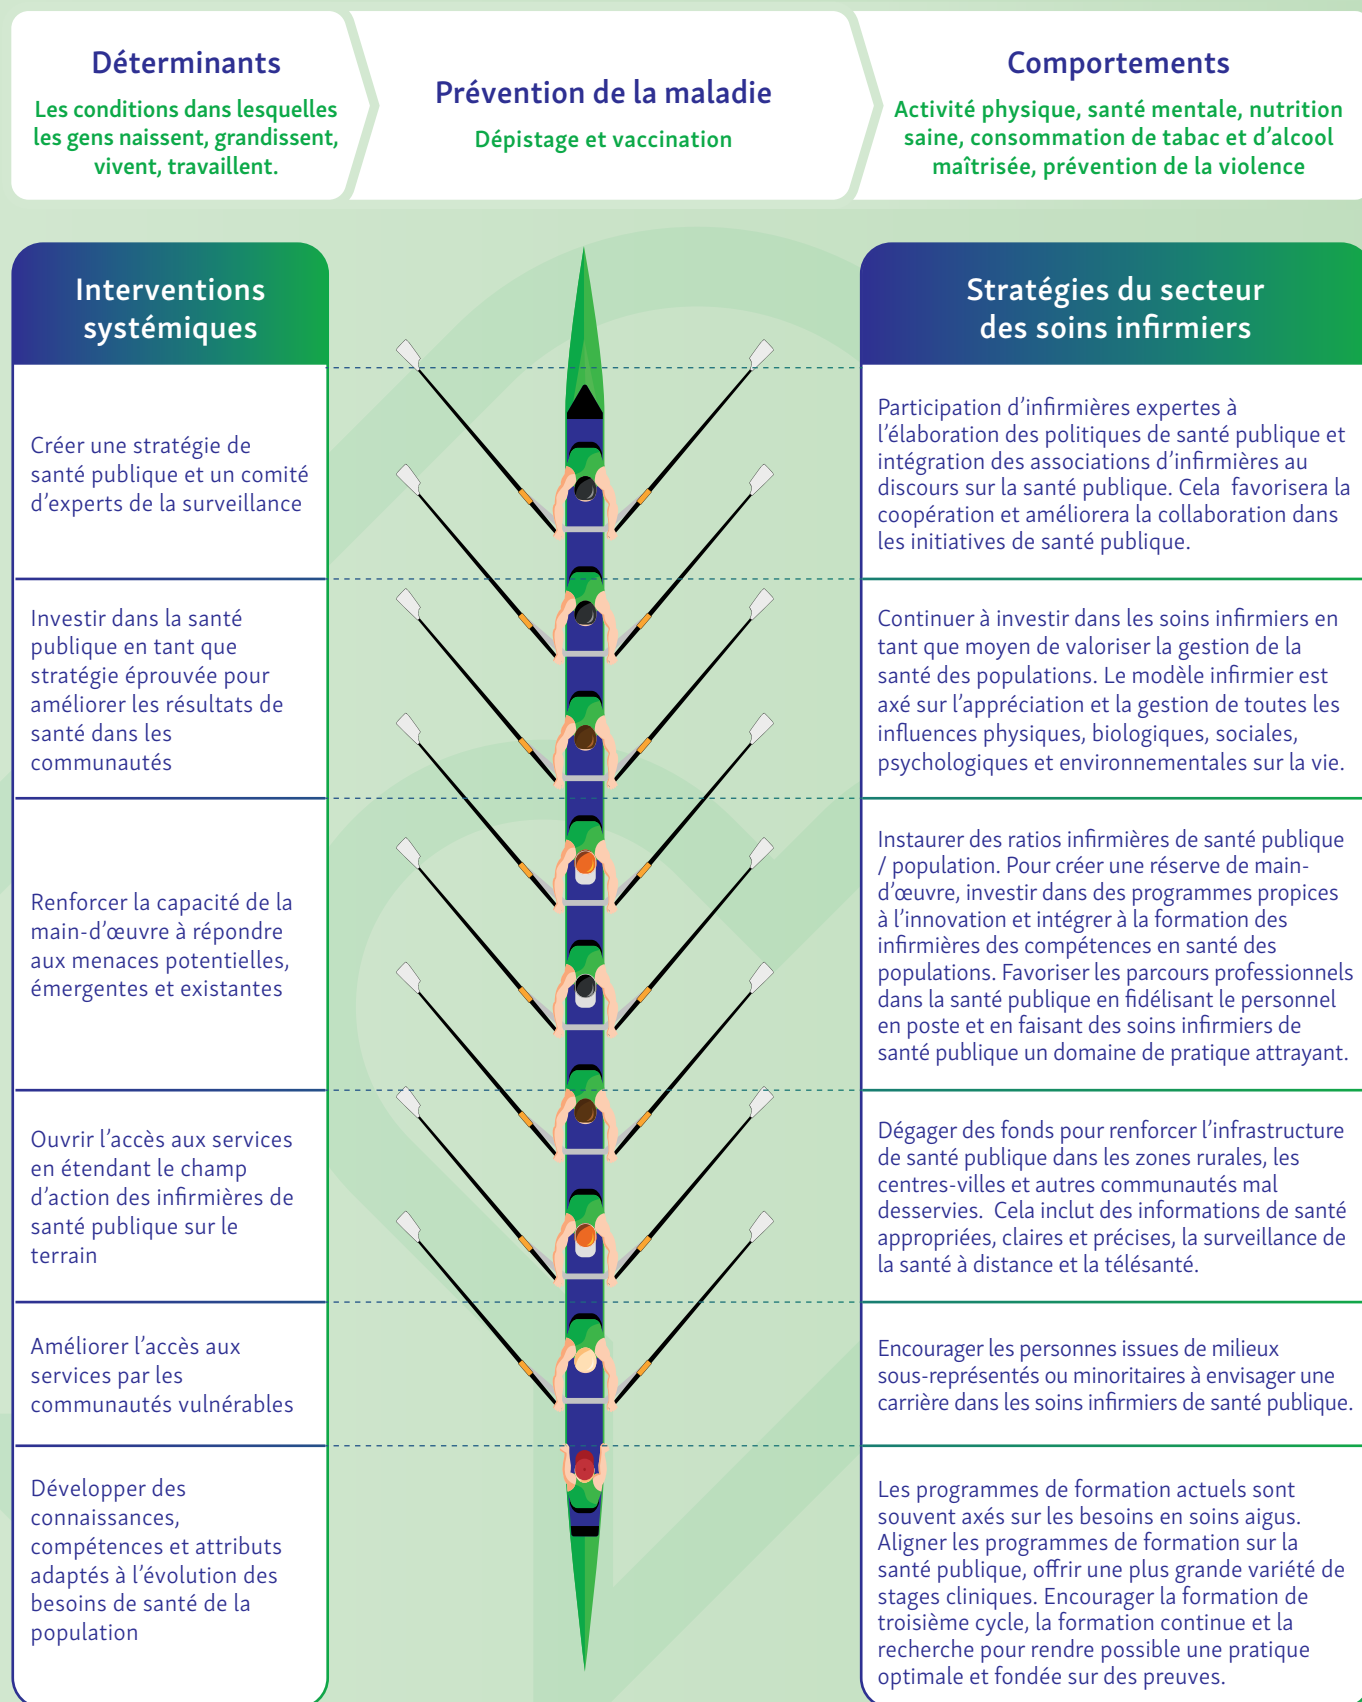 Déterminants
Les conditions dans lesquelles
les gens naissent, grandissent,
vivent, travaillent.
Prévention de la maladie
Dépistage et vaccination
Comportements
Activité physique, santé mentale, nutrition
saine, consommation de tabac et d'alcool
maîtrisée, prévention de la violence
Interventions
systémiques
Stratégies du secteur
des soins infirmiers
Créer une stratégie de
santé publique et un comité
d'experts de la surveillance
Participation d'infirmières expertes à
l'élaboration des politiques de santé publique et
intégration des associations d'infirmières au
discours sur la santé publique. Cela favorisera la
coopération et améliorera la collaboration dans
les initiatives de santé publique.
Investir dans la santé
publique en tant que
stratégie éprouvée pour
améliorer les résultats de
santé dans les
communautés
Continuer à investir dans les soins infirmiers en
tant que moyen de valoriser la gestion de la
santé des populations. Le modèle infirmier est
axé sur l'appréciation et la gestion de toutes les
influences physiques, biologiques, sociales,
psychologiques et environnementales sur la vie.
Renforcer la capacité de la
main-d'œuvre à répondre
aux menaces potentielles,
émergentes et existantes
Instaurer des ratios infirmières de santé publique
/ population. Pour créer une réserve de main-
d'œuvre, investir dans des programmes propices
à l'innovation et intégrer à la formation des
infirmières des compétences en santé des
populations. Favoriser les parcours professionnels
dans la santé publique en fidélisant le personnel
en poste et en faisant des soins infirmiers de
santé publique un domaine de pratique attrayant.
Ouvrir l'accès aux services
en étendant le champ
d'action des infirmières de
santé publique sur le
terrain
Dégager des fonds pour renforcer l'infrastructure
de santé publique dans les zones rurales, les
centres-villes et autres communautés mal
desservies. Cela inclut des informations de santé
appropriées, claires et précises, la surveillance de
la santé à distance et la télésanté.
Améliorer l'accès aux
services par les
communautés vulnérables
Encourager les personnes issues de milieux
sous-représentés ou minoritaires à envisager une
carrière dans les soins infirmiers de santé publique.
Développer des
connaissances,
compétences et attributs
adaptés à l'évolution des
besoins de santé de la
population
Les programmes de formation actuels sont
souvent axés sur les besoins en soins aigus.
Aligner les programmes de formation sur la
santé publique, offrir une plus grande variété de
stages cliniques. Encourager la formation de
troisième cycle, la formation continue et la
recherche pour rendre possible une pratique
optimale et fondée sur des preuves.